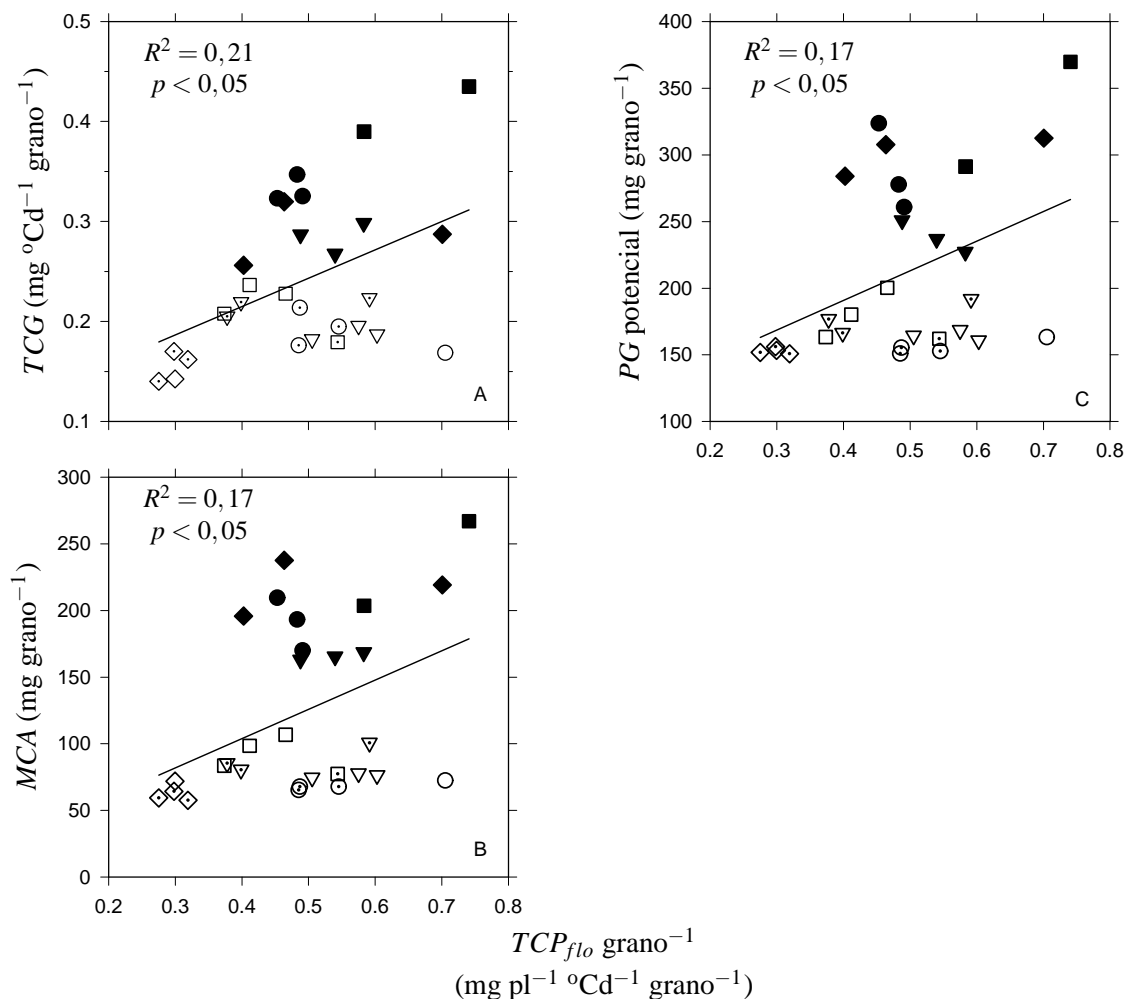 0.5
0.4
0.3
0.2
0.1
TCG (mg ºCd⁻¹ grano⁻¹)
R² = 0,21
p < 0,05
A
400
350
300
250
200
150
100
PG potencial (mg grano⁻¹)
R² = 0,17
p < 0,05
C
0.2 0.3 0.4 0.5 0.6 0.7 0.8
300
250
200
150
100
50
0
MCA (mg grano⁻¹)
R² = 0,17
p < 0,05
B
0.2 0.3 0.4 0.5 0.6 0.7 0.8
TCP_flo grano⁻¹
(mg pl⁻¹ ºCd⁻¹ grano⁻¹)